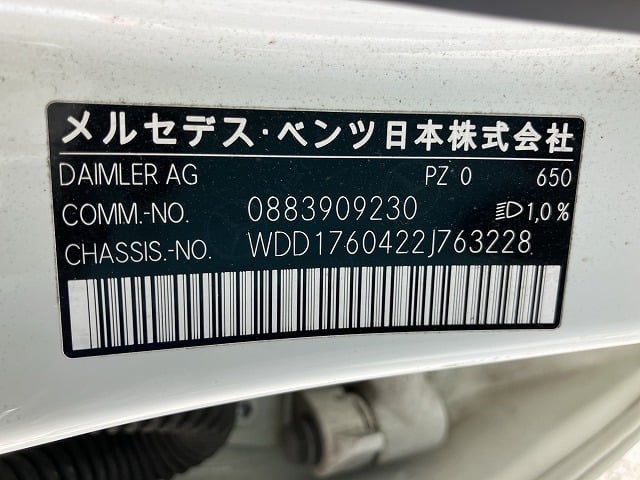 メルセデス・ベンツ日本株式会社
DAIMLER AG PZ 0 650
COMM.-NO. 0883909230 1,0%
CHASSIS.-NO. WDD1760422J763228